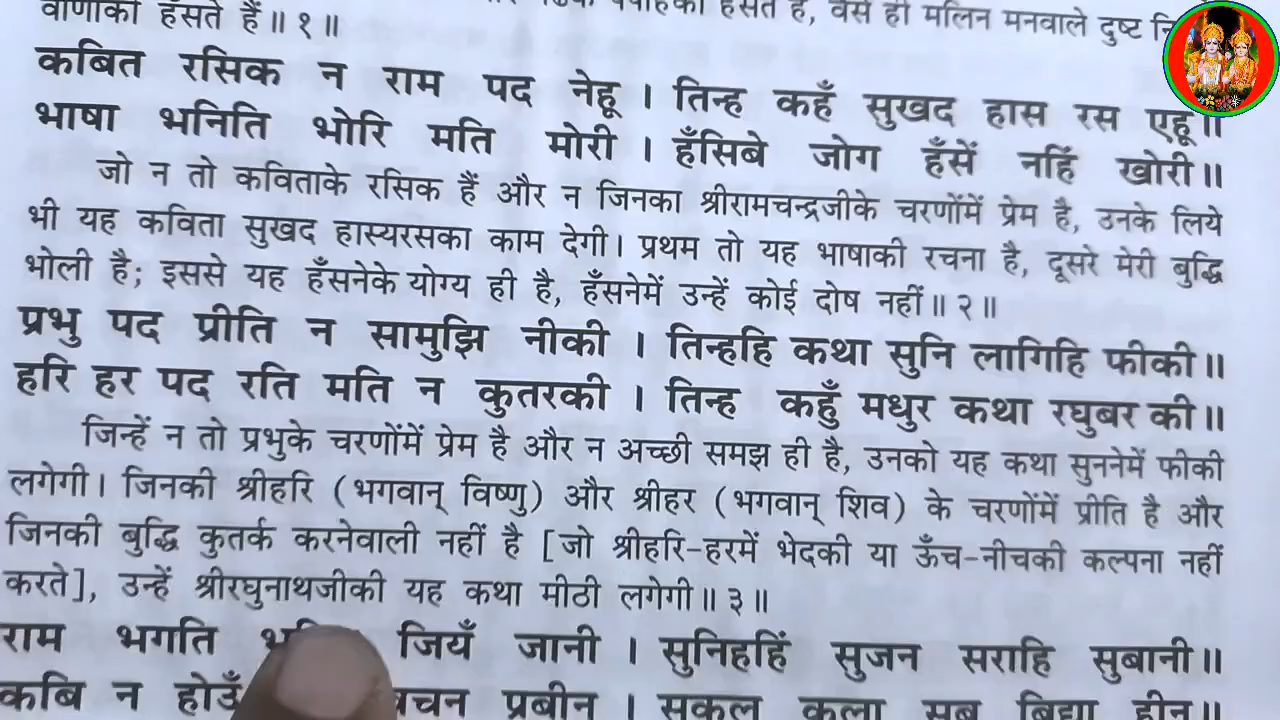 वाणीको हँसते हैं॥ १॥ हँसते हैं, वैसे ही मलिन मनवाले दुष्ट
कबित रसिक न राम पद नेहू। तिन्ह कहँ सुखद हास रस एहू॥
भाषा भनिति भोरि मति मोरी। हँसिबे जोग हँसें नहिं खोरी॥
जो न तो कविताके रसिक हैं और न जिनका श्रीरामचन्द्रजीके चरणोंमें प्रेम है, उनके लिये
भी यह कविता सुखद हास्यरसका काम देगी। प्रथम तो यह भाषाकी रचना है, दूसरे मेरी बुद्धि
भोली है; इससे यह हँसनेके योग्य ही है, हँसनेमें उन्हें कोई दोष नहीं॥ २॥
प्रभु पद प्रीति न सामुझि नीकी। तिन्हहि कथा सुनि लागिहि फीकी॥
हरि हर पद रति मति न कुतरकी। तिन्ह कहुँ मधुर कथा रघुबर की॥
जिन्हें न तो प्रभुके चरणोंमें प्रेम है और न अच्छी समझ ही है, उनको यह कथा सुननेमें फीकी
लगेगी। जिनकी श्रीहरि (भगवान् विष्णु) और श्रीहर (भगवान् शिव) के चरणोंमें प्रीति है और
जिनकी बुद्धि कुतर्क करनेवाली नहीं है [जो श्रीहरि-हरमें भेदकी या ऊँच-नीचकी कल्पना नहीं
करते], उन्हें श्रीरघुनाथजीकी यह कथा मीठी लगेगी॥ ३॥
राम भगति जियँ जानी। सुनिहहिं सुजन सराहि सुबानी॥
कबि न होउँ बचन प्रबीन। सकल कला सब बिद्या हीन॥